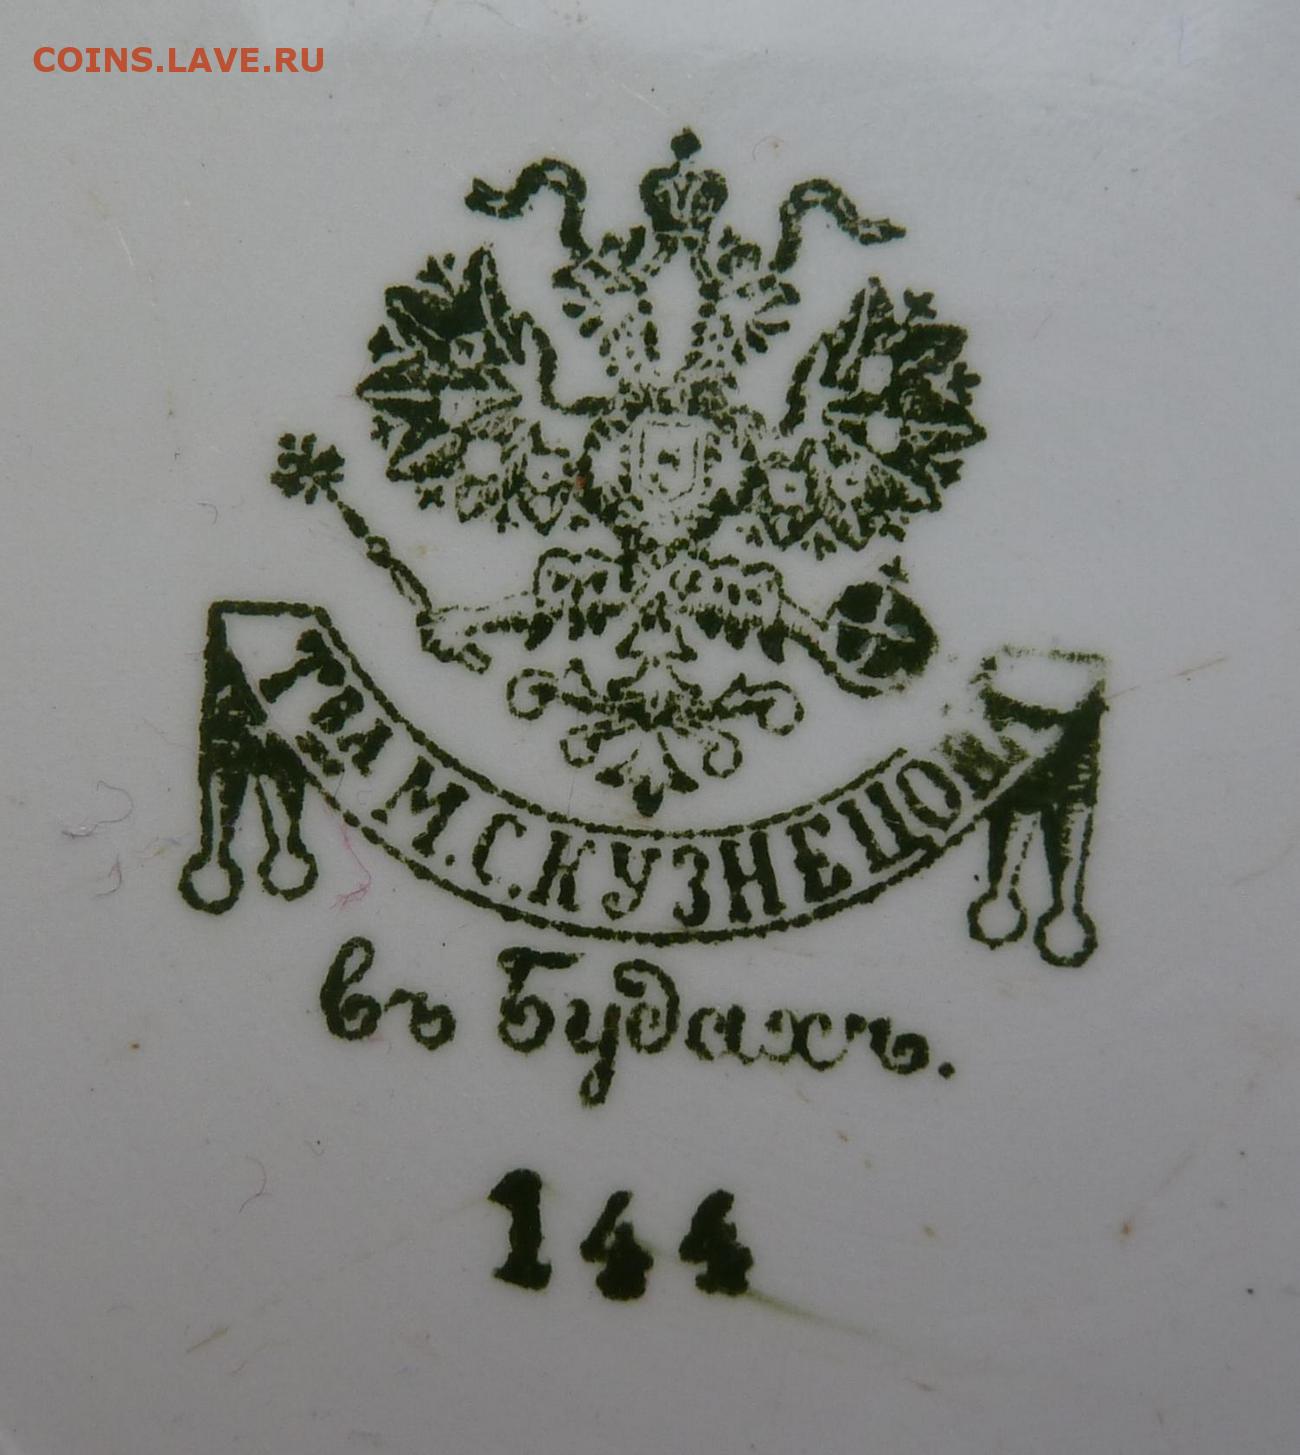 COINS.LAVE.RU
Т-ВА М.С.КУЗНЕЦОВА
въ Будахъ.
144